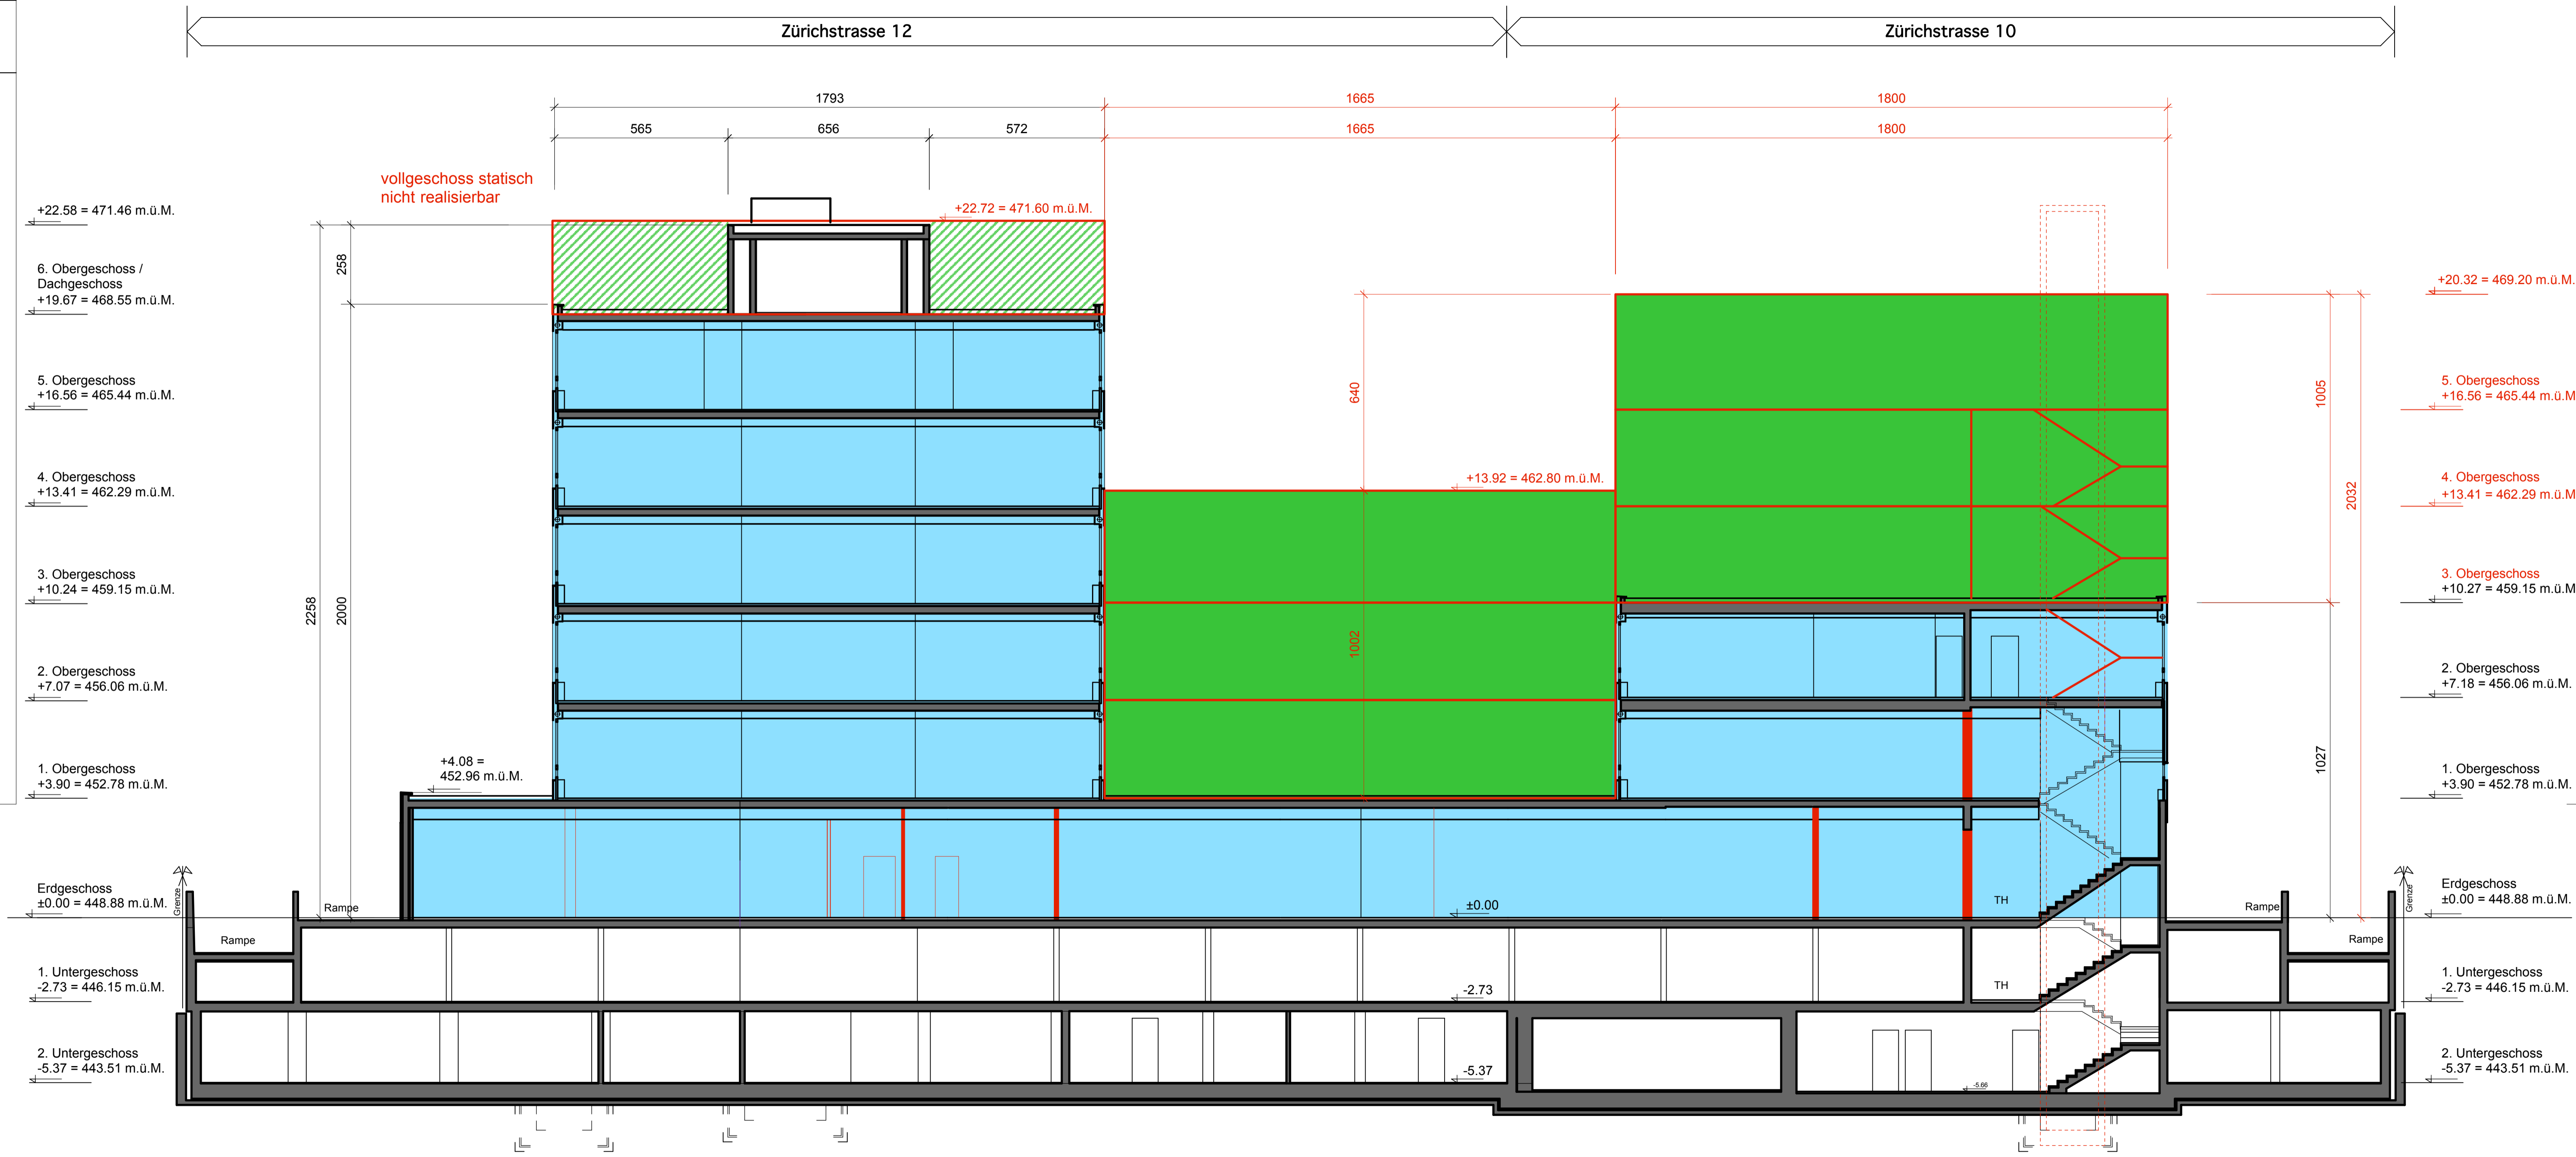 Zürichstrasse 12
Zürichstrasse 10
1793
1665
1800
565
656
572
1665
1800
vollgeschoss statisch
nicht realisierbar
+22.72 = 471.60 m.ü.M.
+22.58 = 471.46 m.ü.M.
6. Obergeschoss /
Dachgeschoss
+19.67 = 468.55 m.ü.M.
5. Obergeschoss
+16.56 = 465.44 m.ü.M.
4. Obergeschoss
+13.41 = 462.29 m.ü.M.
3. Obergeschoss
+10.24 = 459.15 m.ü.M.
2. Obergeschoss
+7.07 = 456.06 m.ü.M.
1. Obergeschoss
+3.90 = 452.78 m.ü.M.
Erdgeschoss
±0.00 = 448.88 m.ü.M.
1. Untergeschoss
-2.73 = 446.15 m.ü.M.
2. Untergeschoss
-5.37 = 443.51 m.ü.M.
258
2258
2000
+4.08 =
452.96 m.ü.M.
Grenze
Rampe
Rampe
640
+13.92 = 462.80 m.ü.M.
1002
±0.00
-2.73
-5.37
-5.66
TH
TH
1005
2032
1027
Rampe
Rampe
Grenze
+20.32 = 469.20 m.ü.M.
5. Obergeschoss
+16.56 = 465.44 m.ü.M
4. Obergeschoss
+13.41 = 462.29 m.ü.M
3. Obergeschoss
+10.27 = 459.15 m.ü.M
2. Obergeschoss
+7.18 = 456.06 m.ü.M.
1. Obergeschoss
+3.90 = 452.78 m.ü.M.
Erdgeschoss
±0.00 = 448.88 m.ü.M.
1. Untergeschoss
-2.73 = 446.15 m.ü.M.
2. Untergeschoss
-5.37 = 443.51 m.ü.M.